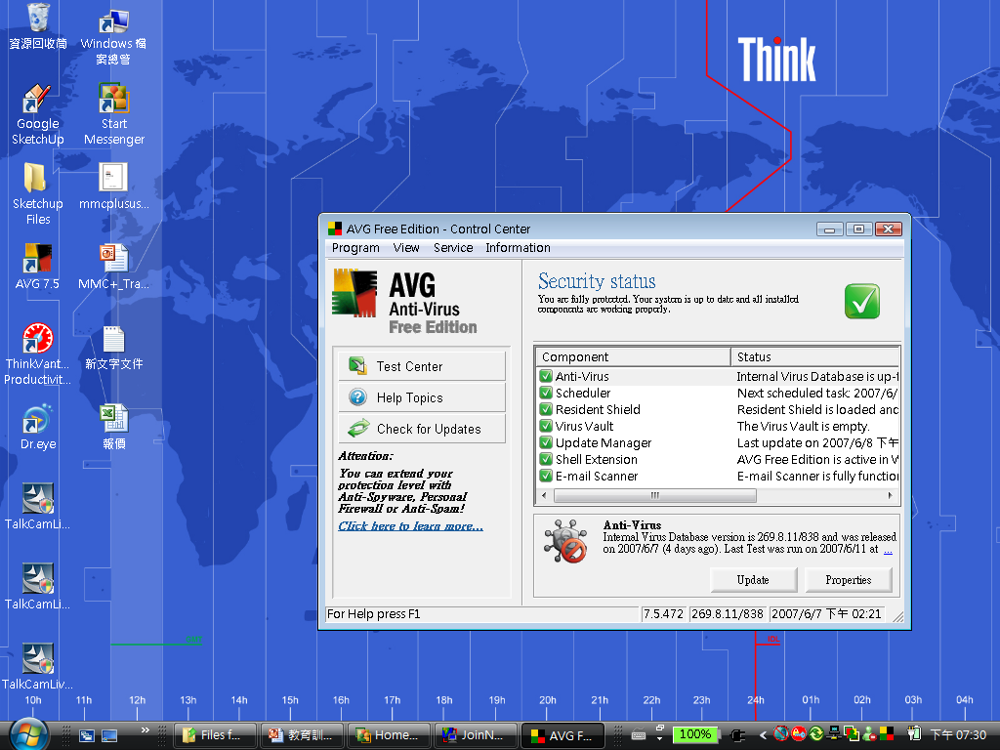 資源回收筒
Windows 檔
案總管
Think
Google
SketchUp
Start
Messenger
Sketchup
Files
mmcplusus...
AVG 7.5
MMC+_Tra...
ThinkVant...
Productivit...
新文字文件
Dr.eye
報價
TalkCamLi...
TalkCamLi...
TalkCamLiv...
AVG Free Edition - Control Center
Program View Service Information
AVG
Anti-Virus
Free Edition
Security status
You are fully protected. Your system is up to date and all installed
components are working properly.
Test Center
Help Topics
Check for Updates
Attention:
You can extend your
protection level with
Anti-Spyware, Personal
Firewall or Anti-Spam!
Click here to learn more...
Component Status
Anti-Virus Internal Virus Database is up-t
Scheduler Next scheduled task: 2007/6/
Resident Shield Resident Shield is loaded and
Virus Vault The Virus Vault is empty.
Update Manager Last update on 2007/6/8 下午
Shell Extension AVG Free Edition is active in W
E-mail Scanner E-mail Scanner is fully function
Anti-Virus
Internal Virus Database version is 269.8.11/838 and was released
on 2007/6/7 (4 days ago). Last Test was run on 2007/6/11 at ...
Update Properties
For Help press F1 7.5.472 269.8.11/838 2007/6/7 下午 02:21
GMT
IDL
10h 11h 12h 13h 14h 15h 16h 17h 18h 19h 20h 21h 22h 23h 24h 01h 02h 03h 04h
Files f... 教育訓... Home... JoinN... AVG F... 100% 下午 07:30